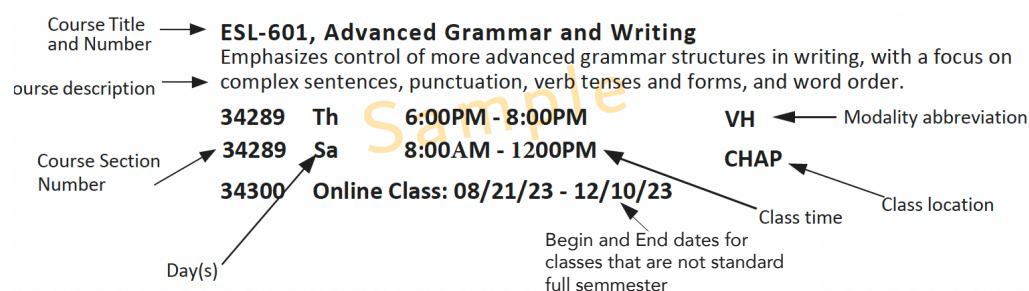 Course Title
and Number
ESL-601, Advanced Grammar and Writing
Emphasizes control of more advanced grammar structures in writing, with a focus on
ourse description
complex sentences, punctuation, verb tenses and forms, and word order.
Sample
34289 Th 6:00PM - 8:00PM VH
Modality abbreviation
34289 Sa 8:00AM - 1200PM CHAP
Course Section
Number
34300 Online Class: 08/21/23 - 12/10/23
Class location
Class time
Begin and End dates for
classes that are not standard
full semmester
Day(s)